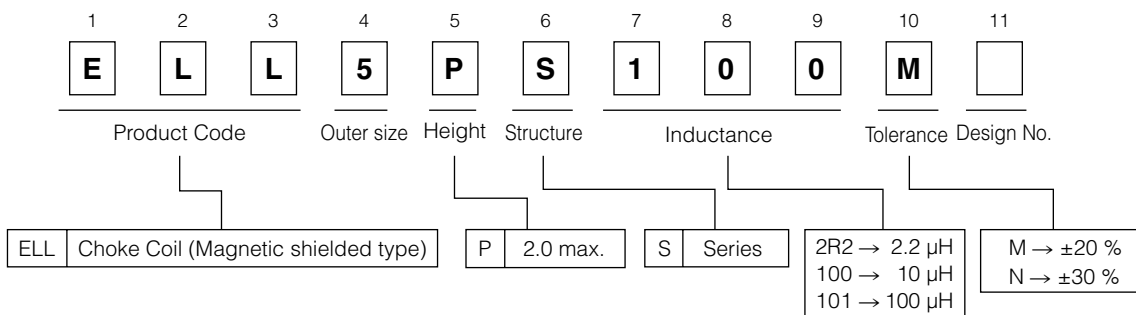 1 2 3 4 5 6 7 8 9 10 11
E L L 5 P S 1 0 0 M
Product Code Outer size Height Structure Inductance Tolerance Design No.
ELL Choke Coil (Magnetic shielded type) P 2.0 max. S Series 2R2 → 2.2 μH M → ±20 %
100 → 10 μH N → ±30 %
101 → 100 μH